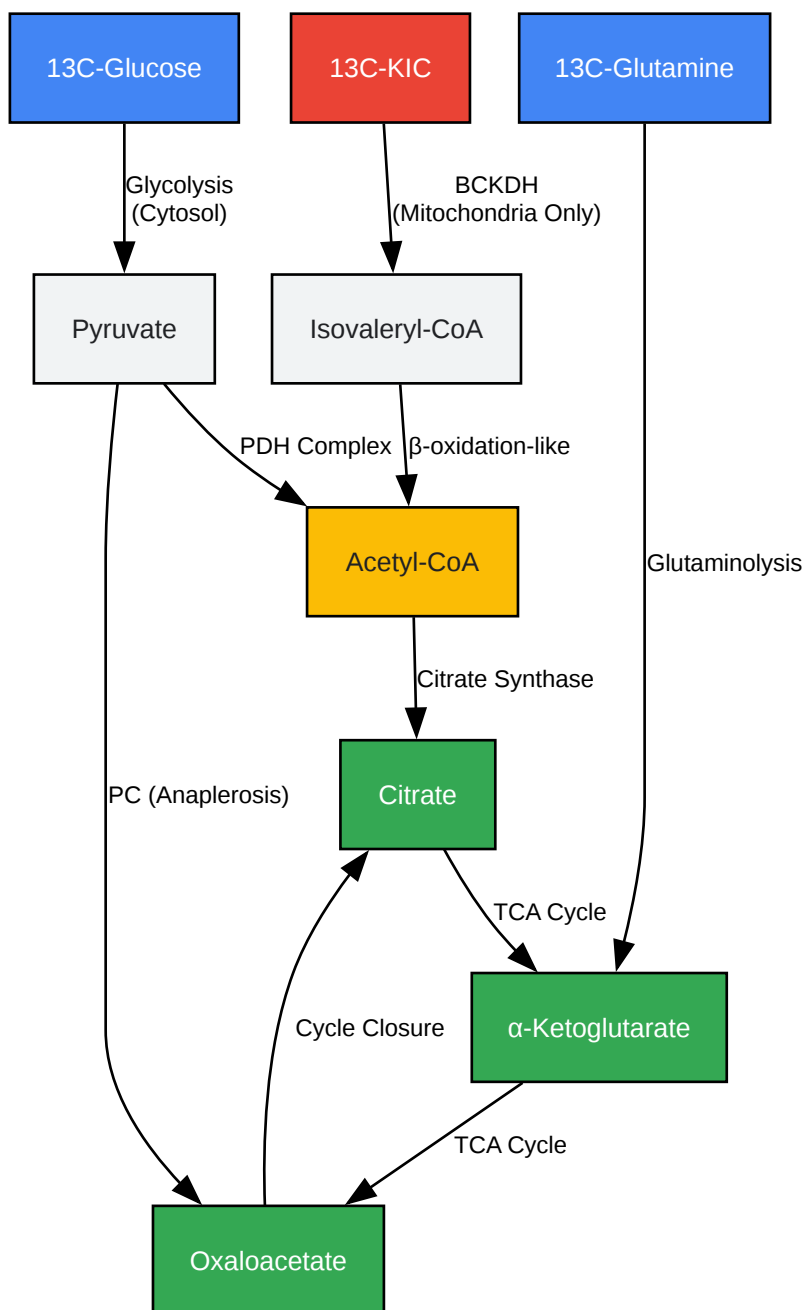 13C-Glucose
13C-KIC
13C-Glutamine
Glycolysis
(Cytosol)
BCKDH
(Mitochondria Only)
Pyruvate
Isovaleryl-CoA
PDH Complex
β-oxidation-like
Acetyl-CoA
Glutaminolysis
Citrate Synthase
PC (Anaplerosis)
Citrate
TCA Cycle
Cycle Closure
α-Ketoglutarate
TCA Cycle
Oxaloacetate